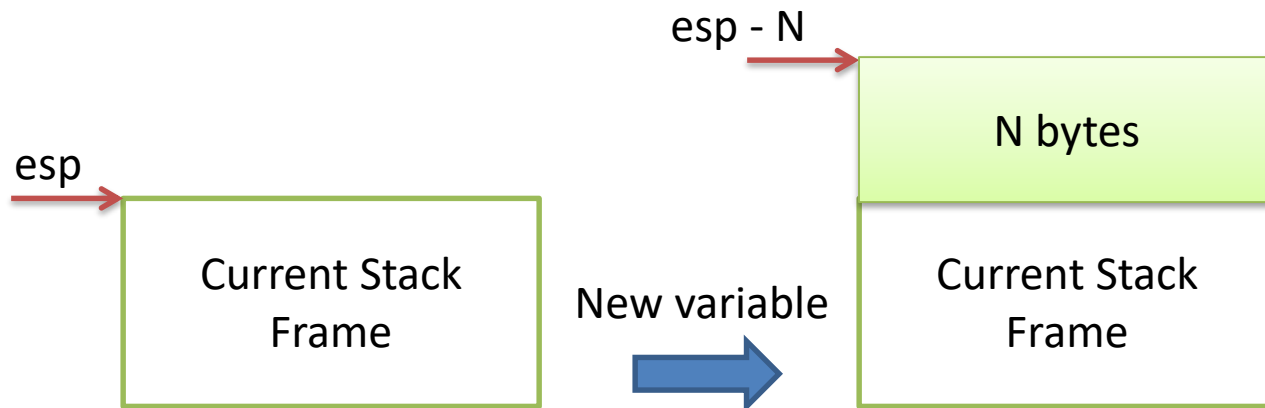 esp
Current Stack
Frame
New variable
esp - N
N bytes
Current Stack
Frame